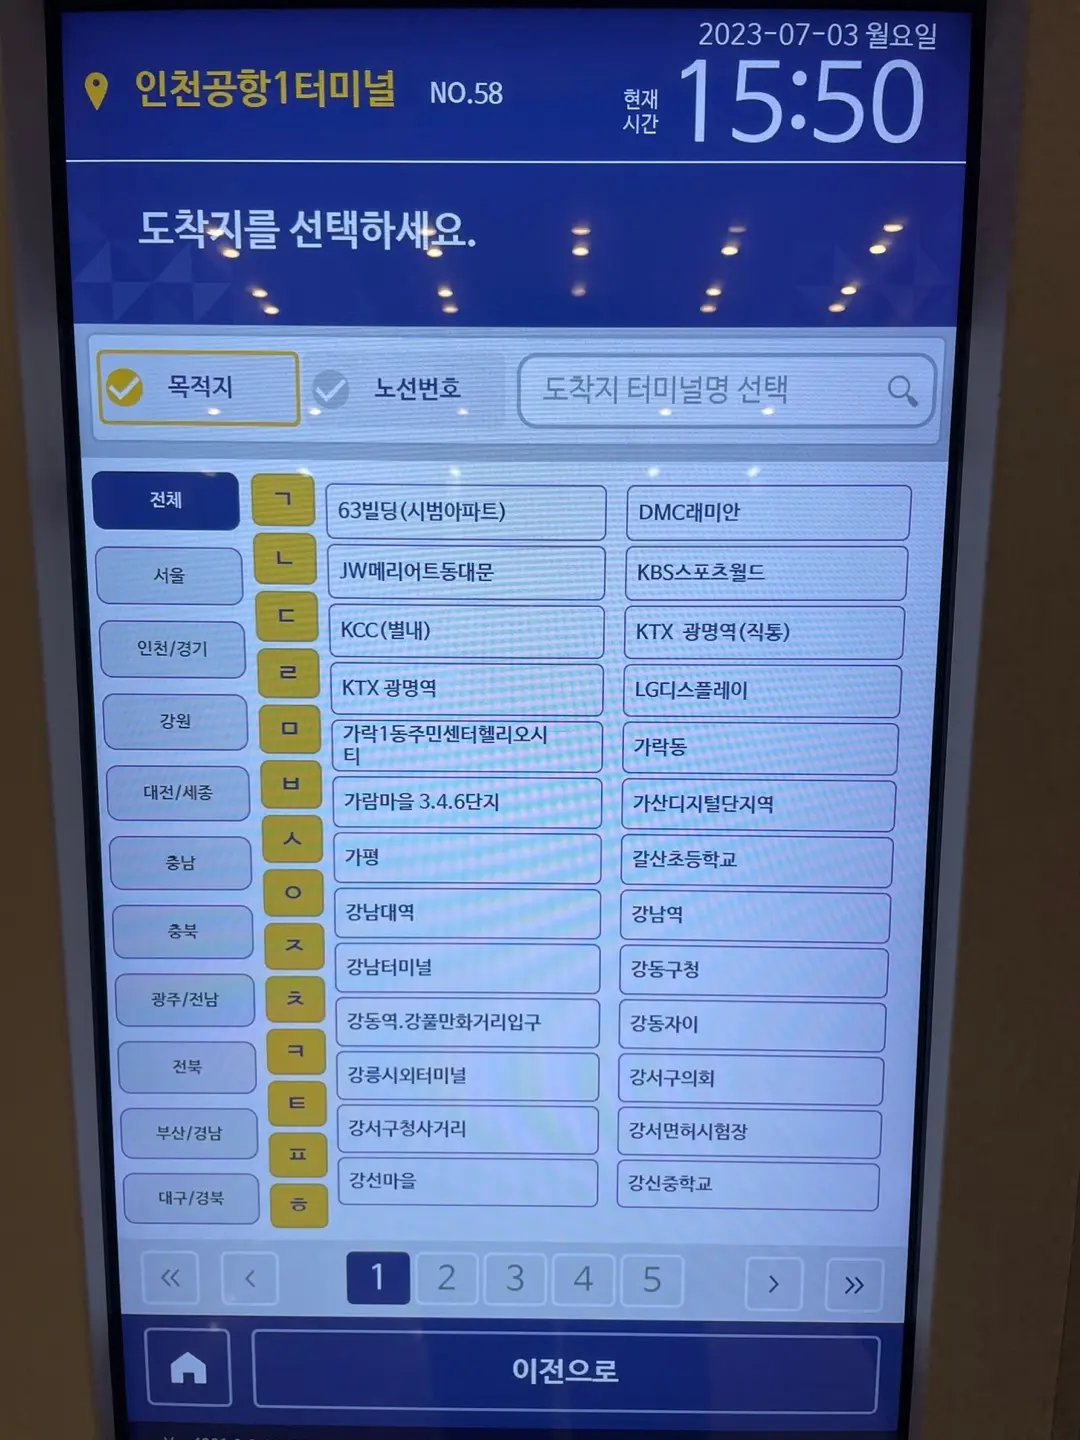 2023-07-03 월요일
인천공항1터미널 NO.58
현재
시간
15:50
도착지를 선택하세요.
목적지
노선번호
도착지 터미널명 선택
전체
서울
인천/경기
강원
대전/세종
충남
충북
광주/전남
전북
부산/경남
대구/경북
ㄱ
ㄴ
ㄷ
ㄹ
ㅁ
ㅂ
ㅅ
ㅇ
ㅈ
ㅊ
ㅋ
ㅌ
ㅍ
ㅎ
63빌딩(시범아파트)
DMC래미안
JW메리어트동대문
KBS스포츠월드
KCC(별내)
KTX 광명역(직통)
KTX 광명역
LG디스플레이
가락1동주민센터헬리오시
티
가락동
가람마을 3.4.6단지
가산디지털단지역
가평
갈산초등학교
강남대역
강남역
강남터미널
강동구청
강동역.강풀만화거리입구
강동자이
강릉시외터미널
강서구의회
강서구청사거리
강서면허시험장
강선마을
강신중학교
1 2 3 4 5
이전으로